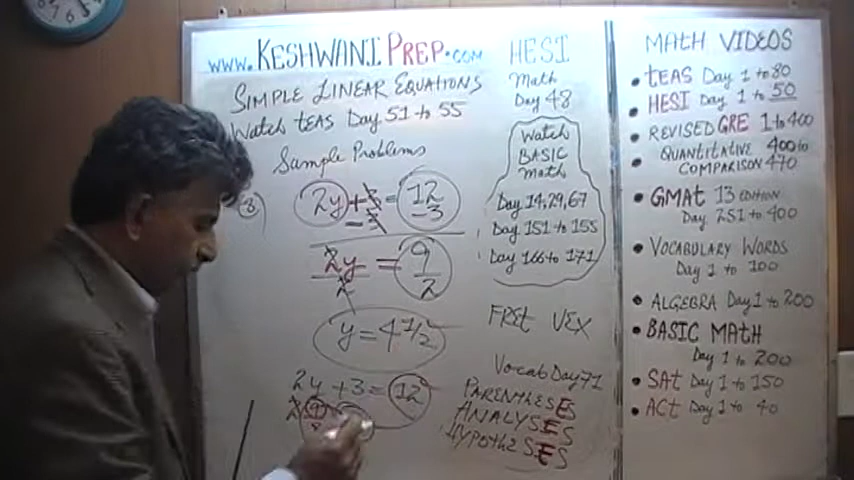 www.KESHWANIPREP.com
SIMPLE LINEAR EQUATIONS
Watch TEAS Day 51 to 55
Sample Problems
8
2y + 3 = 12
- 3 - 3
2y = 9
2 2
y = 4 1/2
2y + 3 = 12
HESI
Math
Day 48
Watch
BASIC
Math
Day 14, 29, 67
Day 151 to 155
Day 166 to 171
FRET VEX
Vocab Day 71
PARENTHESES
ANALYSES
HYPOTHESES
MATH VIDEOS
• TEAS Day 1 to 80
• HESI Day 1 to 50
• REVISED GRE 1 to 400
• QUANTITATIVE 400 to
COMPARISON 470
• GMAT 13 EDITION
Day 251 to 400
• VOCABULARY WORDS
Day 1 to 100
• ALGEBRA Day 1 to 200
• BASIC MATH
Day 1 to 200
• SAT Day 1 to 150
• ACT Day 1 to 40